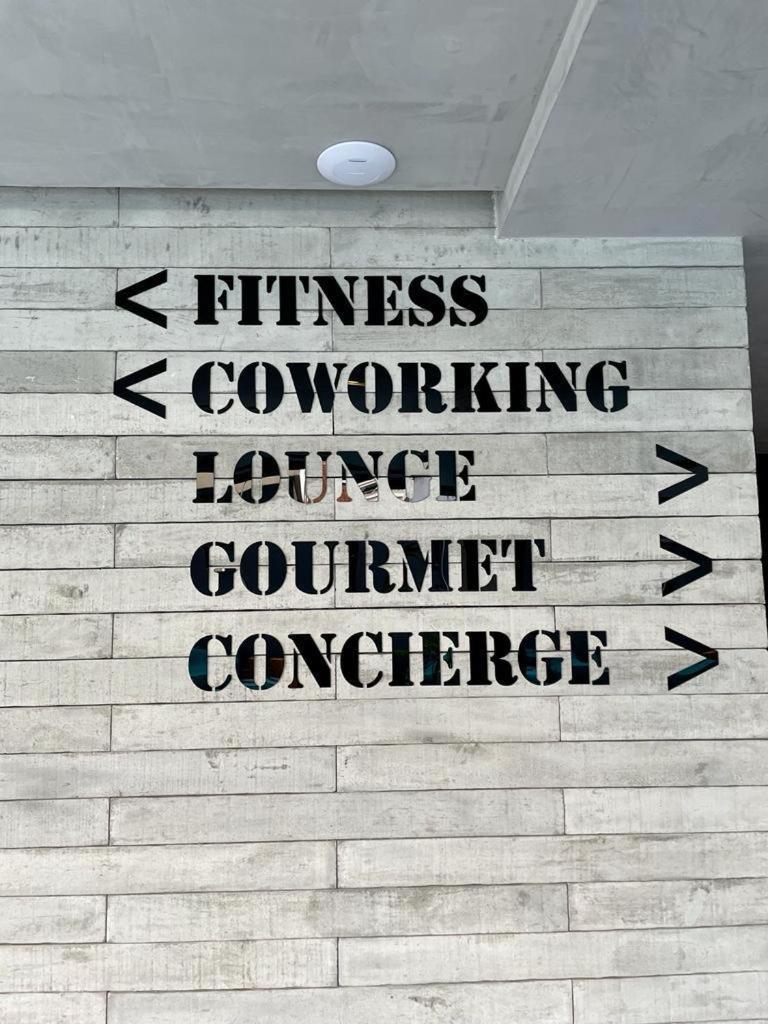 < FITNESS
< COWORKING
LOUNGE >
GOURMET >
CONCIERGE >